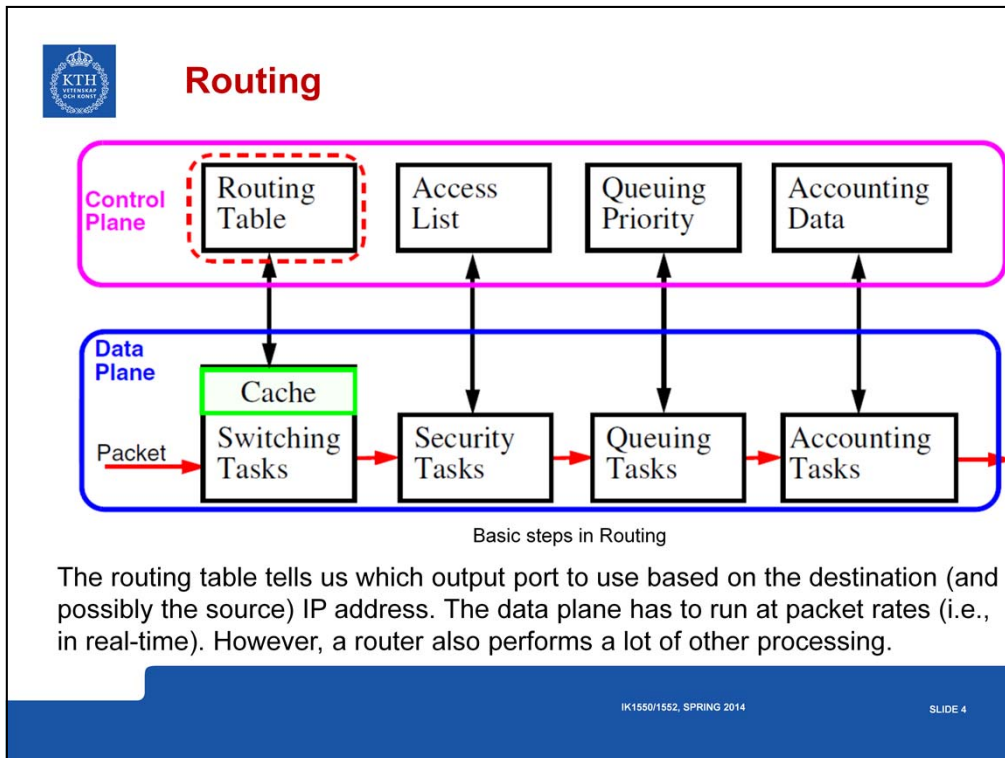 KTH
VETENSKAP
OCH KONST
Routing
Control
Plane
Routing
Table
Access
List
Queuing
Priority
Accounting
Data
Data
Plane
Cache
Packet
Switching
Tasks
Security
Tasks
Queuing
Tasks
Accounting
Tasks
Basic steps in Routing
The routing table tells us which output port to use based on the destination (and
possibly the source) IP address. The data plane has to run at packet rates (i.e.,
in real-time). However, a router also performs a lot of other processing.
IK1550/1552, SPRING 2014
SLIDE 4